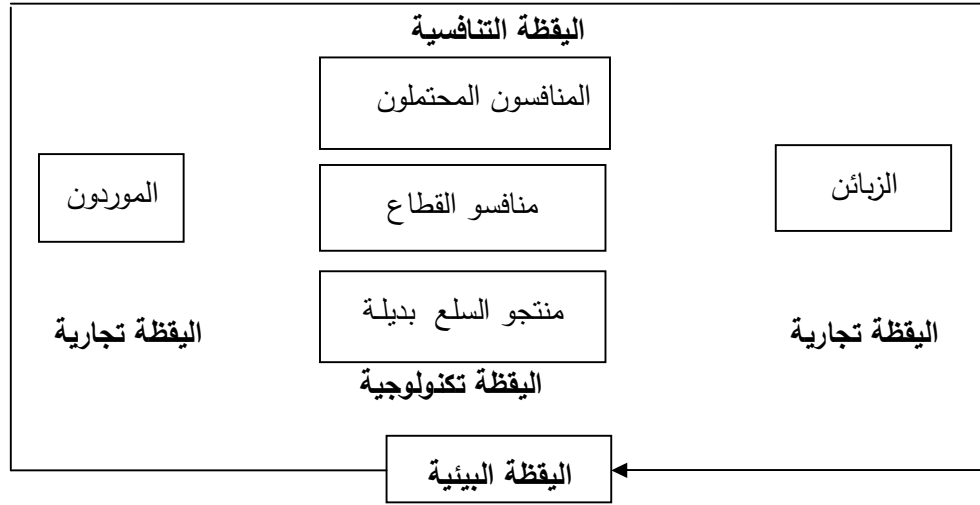 اليقظة التنافسية
المنافسون المحتملون
الزبائن
منافسو القطاع
الموردون
منتجو السلع بديلة
اليقظة تجارية
اليقظة تجارية
اليقظة تكنولوجية
اليقظة البيئية